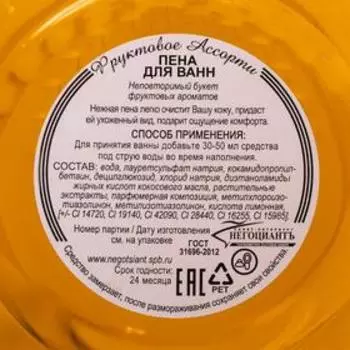 Фруктовое Ассорти
ПЕНА
ДЛЯ ВАНН
Неповторимый букет
фруктовых ароматов
Нежная пена легко очистит Вашу кожу, придаст
ей ухоженный вид, подарит ощущение комфорта.
СПОСОБ ПРИМЕНЕНИЯ:
Для принятия ванны добавьте 30-50 мл средства
под струю воды во время наполнения.
СОСТАВ: вода, лауретсульфат натрия, кокамидопропилбетаин,
дециглюкозид, хлорид натрия, диэтаноламиды
жирных кислот кокосового масла, растительные
экстракты, парфюмерная композиция, метилхлороизотиазолинон,
метилизотиазолинон, кислота лимонная,
[+/- CI 14720, CI 19140, CI 42090, CI 28440, CI 16255, CI 15985].
Номер партии / Дата изготовления
см. на упаковке
ГОСТ
31696-2012
НЕГОЦИАНТЪ
www.negotsiant.spb.ru
Срок годности:
24 месяца
EAC
PET
Средство замерзает, после размораживания сохраняет свои свойства